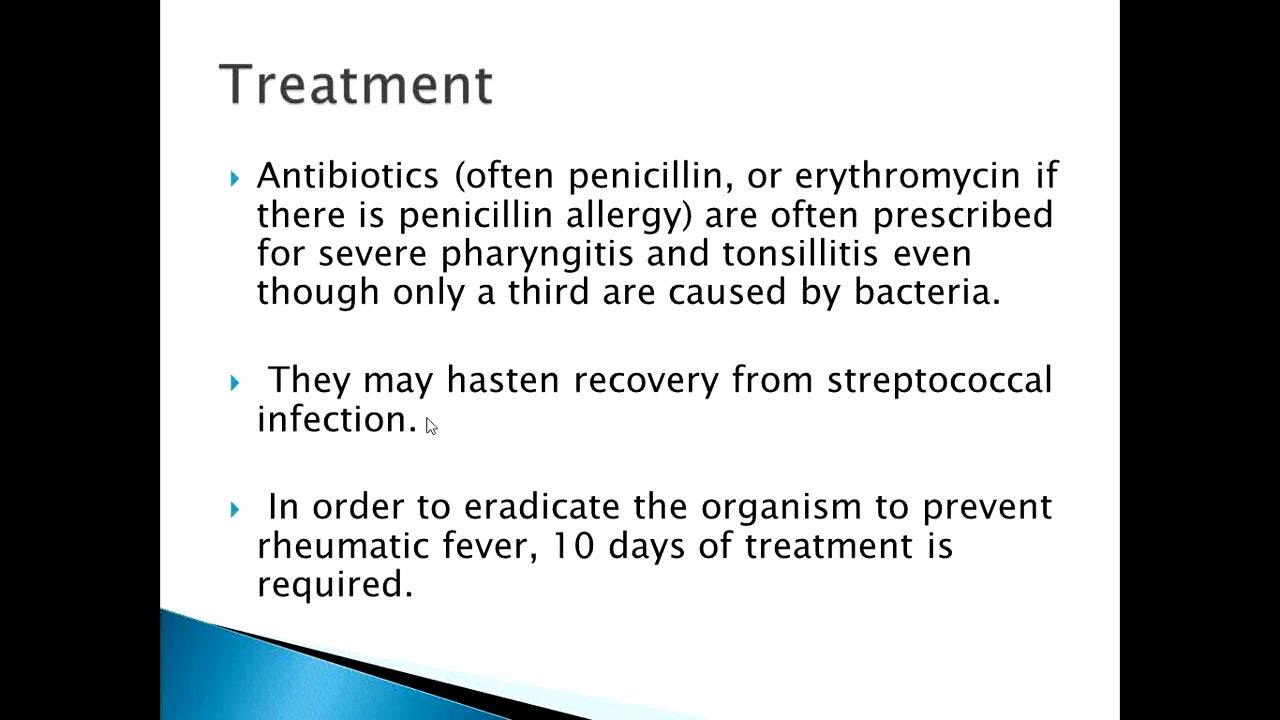 Treatment
Antibiotics (often penicillin, or erythromycin if
there is penicillin allergy) are often prescribed
for severe pharyngitis and tonsillitis even
though only a third are caused by bacteria.
They may hasten recovery from streptococcal
infection.
In order to eradicate the organism to prevent
rheumatic fever, 10 days of treatment is
required.